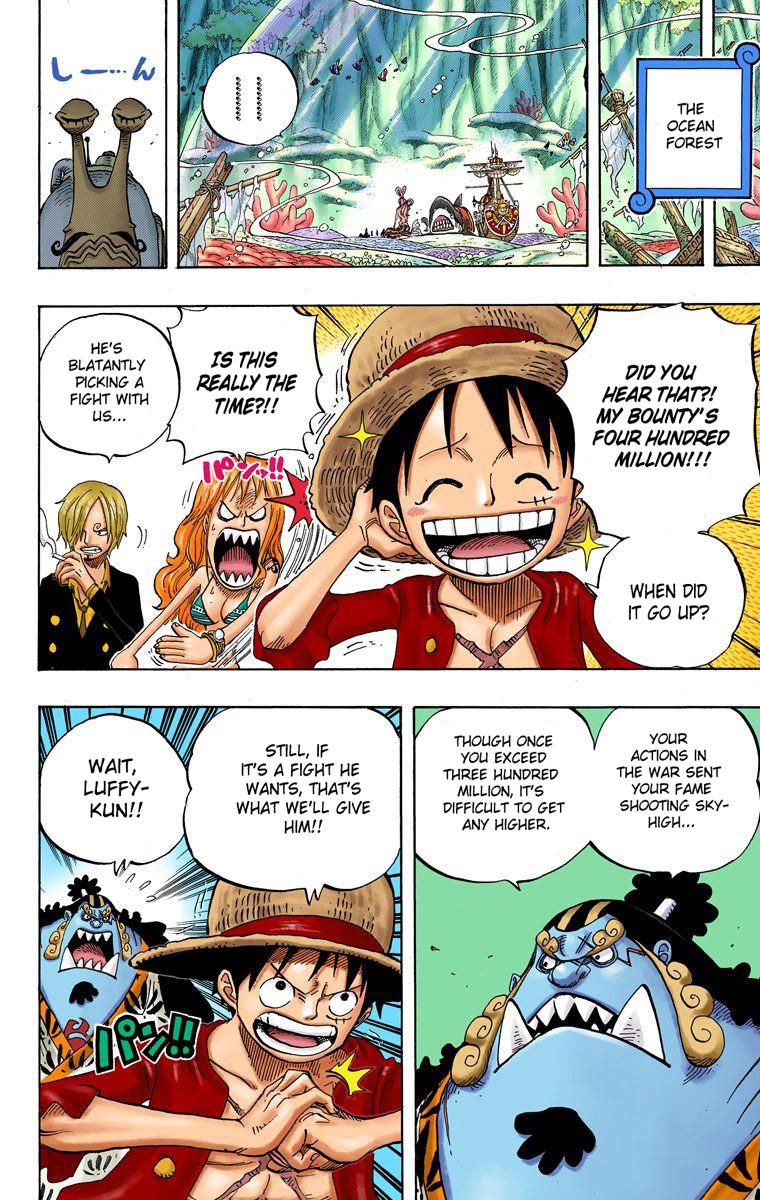 THE
OCEAN
FOREST
!!!!!!!!
!!!!!!!!
しーー…ん
DID YOU
HEAR THAT?!
MY BOUNTY'S
FOUR HUNDRED
MILLION!!!
WHEN DID
IT GO UP?
IS THIS
REALLY THE
TIME?!!
パンッ!!
HE'S
BLATANTLY
PICKING A
FIGHT WITH
US...
YOUR
ACTIONS IN
THE WAR SENT
YOUR FAME
SHOOTING SKY-
HIGH...
THOUGH ONCE
YOU EXCEED
THREE HUNDRED
MILLION, IT'S
DIFFICULT TO GET
ANY HIGHER.
STILL, IF
IT'S A FIGHT HE
WANTS, THAT'S
WHAT WE'LL GIVE
HIM!!
WAIT,
LUFFY-
KUN!!
パン!!